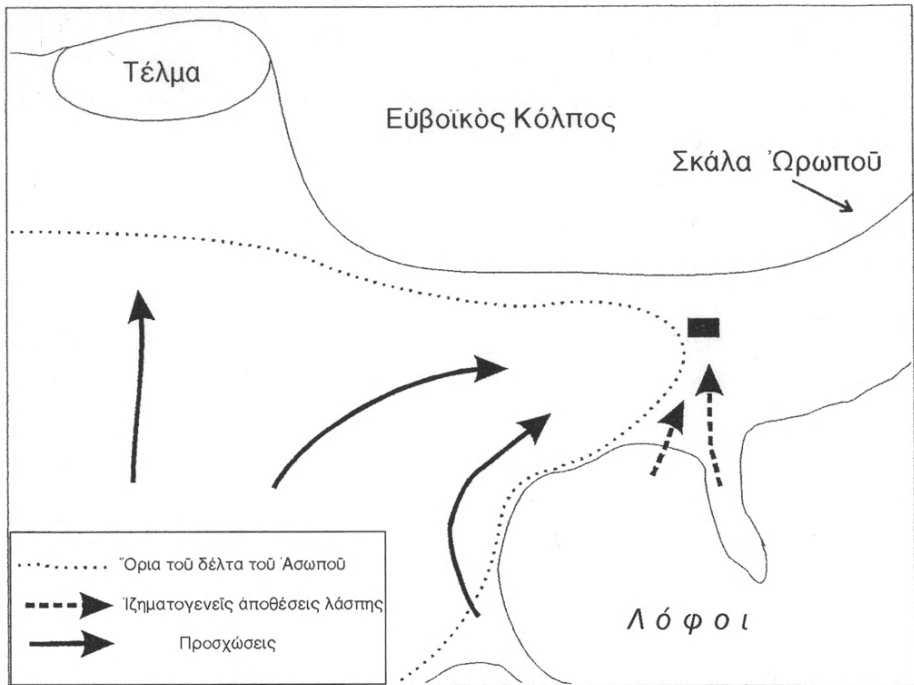 Τέλμα
Εὐβοϊκὸς Κόλπος
Σκάλα Ὠρωποῦ
Ὅρια τοῦ δέλτα τοῦ Ἀσωποῦ
Ἰζηματογενεῖς ἀποθέσεις λάσπης
Προσχώσεις
Λόφοι